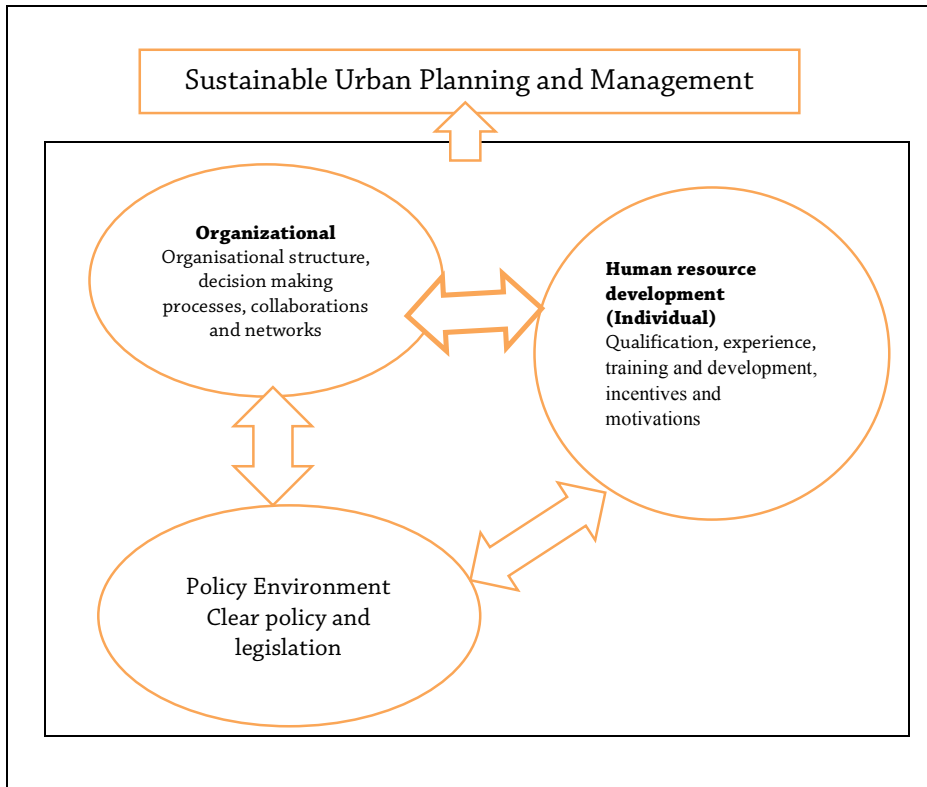 Sustainable Urban Planning and Management
Organizational
Organisational structure,
decision making
processes, collaborations
and networks
Human resource
development
(Individual)
Qualification, experience,
training and development,
incentives and
motivations
Policy Environment
Clear policy and
legislation